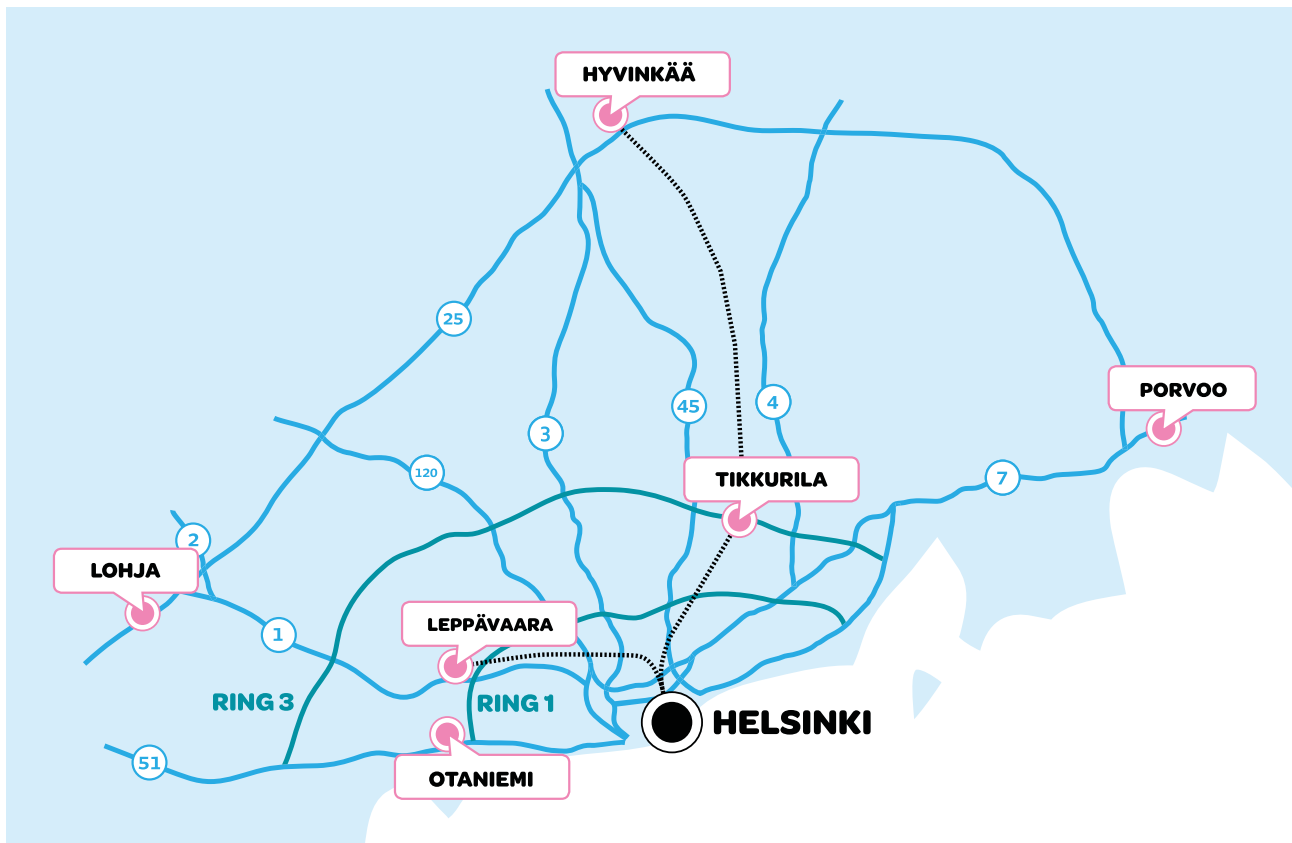 HYVINKÄÄ
25
PORVOO
45
4
3
120
TIKKURILA
7
2
LOHJA
LEPPÄVAARA
1
RING 3
RING 1
HELSINKI
51
OTANIEMI